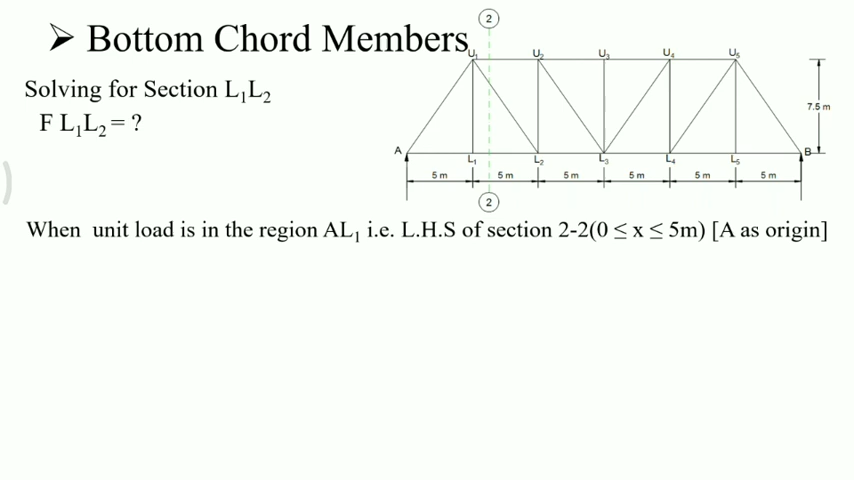 ➤ Bottom Chord Members
2
U₁ U₂ U₃ U₄ U₅
Solving for Section L₁L₂
F L₁L₂ = ?
7.5 m
A B
L₁ L₂ L₃ L₄ L₅
5 m 5 m 5 m 5 m 5 m 5 m
2
When unit load is in the region AL₁ i.e. L.H.S of section 2-2(0 ≤ x ≤ 5m) [A as origin]